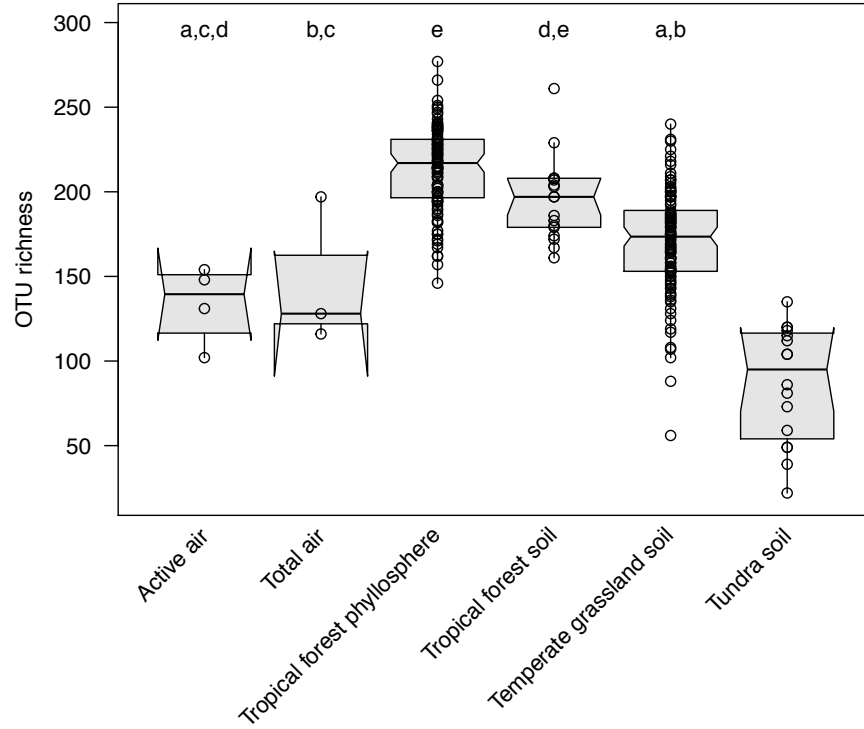 300
250
200
150
100
50
OTU richness
a,c,d
b,c
e
d,e
a,b
Active air
Total air
Tropical forest phyllosphere
Tropical forest soil
Temperate grassland soil
Tundra soil